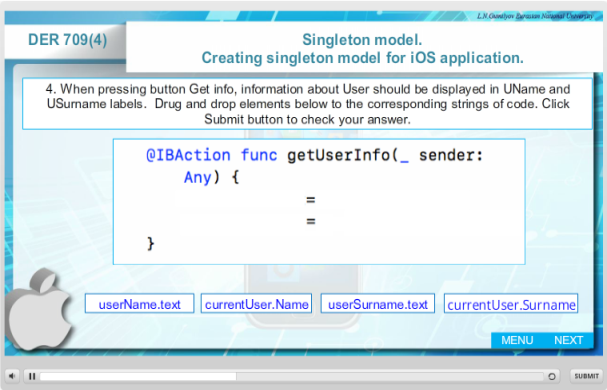 L.N.Gumilyov Eurasian National University
DER 709(4)
Singleton model.
Creating singleton model for iOS application.
4. When pressing button Get info, information about User should be displayed in UName and
USurname labels. Drug and drop elements below to the corresponding strings of code. Click
Submit button to check your answer.
@IBAction func getUserInfo(_ sender:
Any) {
=
=
}
userName.text currentUser.Name userSurname.text currentUser.Surname
MENU NEXT
SUBMIT